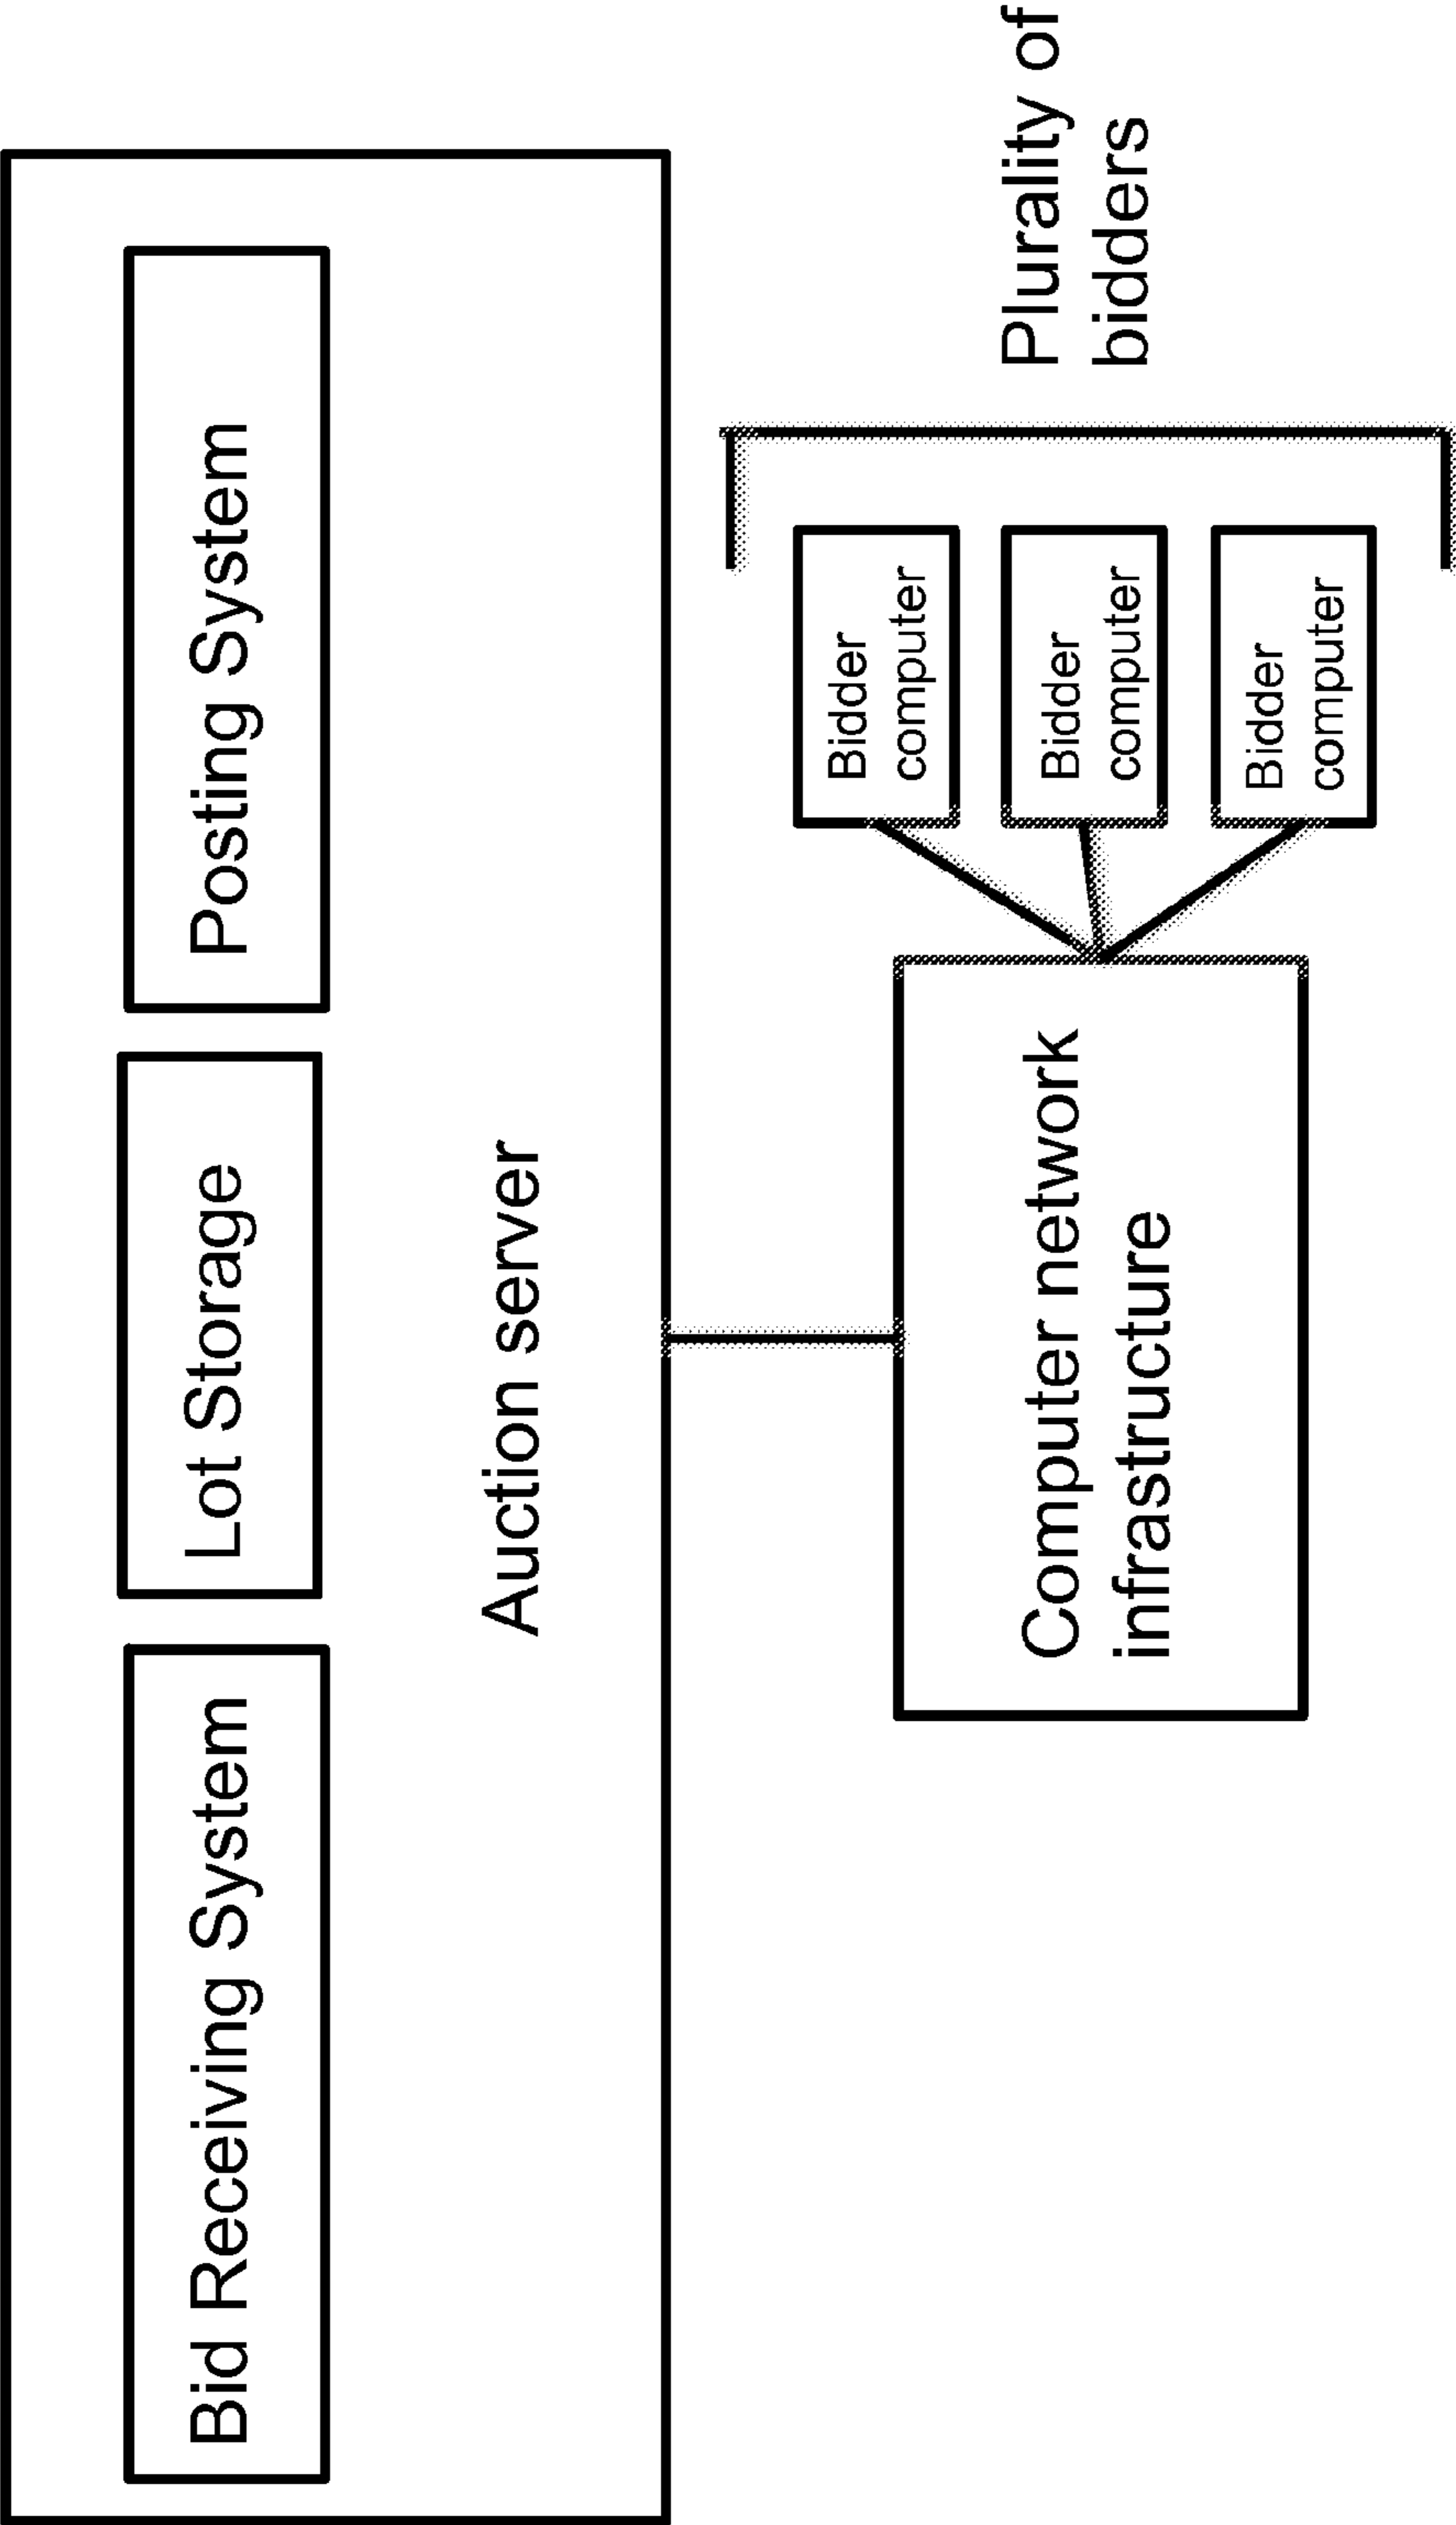 Bid Receiving System
Lot Storage
Posting System
Auction server
Computer network
infrastructure
Bidder
computer
Bidder
computer
Bidder
computer
Plurality of
bidders